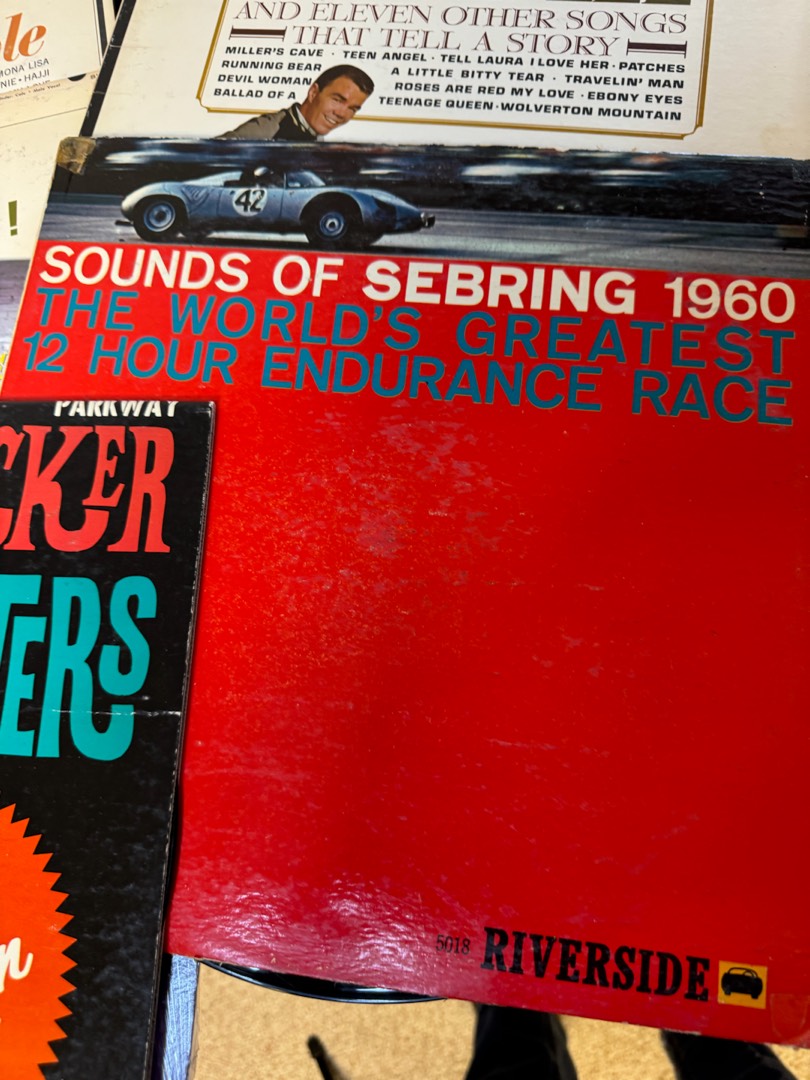 le
MONA LISA
NIE • HAJJI
!
AND ELEVEN OTHER SONGS
THAT TELL A STORY
MILLER'S CAVE · TEEN ANGEL · TELL LAURA I LOVE HER · PATCHES
RUNNING BEAR A LITTLE BITTY TEAR · TRAVELIN' MAN
DEVIL WOMAN ROSES ARE RED MY LOVE · EBONY EYES
BALLAD OF A TEENAGE QUEEN · WOLVERTON MOUNTAIN
42
SOUNDS OF SEBRING 1960
THE WORLD'S GREATEST
12 HOUR ENDURANCE RACE
PARKWAY
CKER
TERS
n
5018 RIVERSIDE